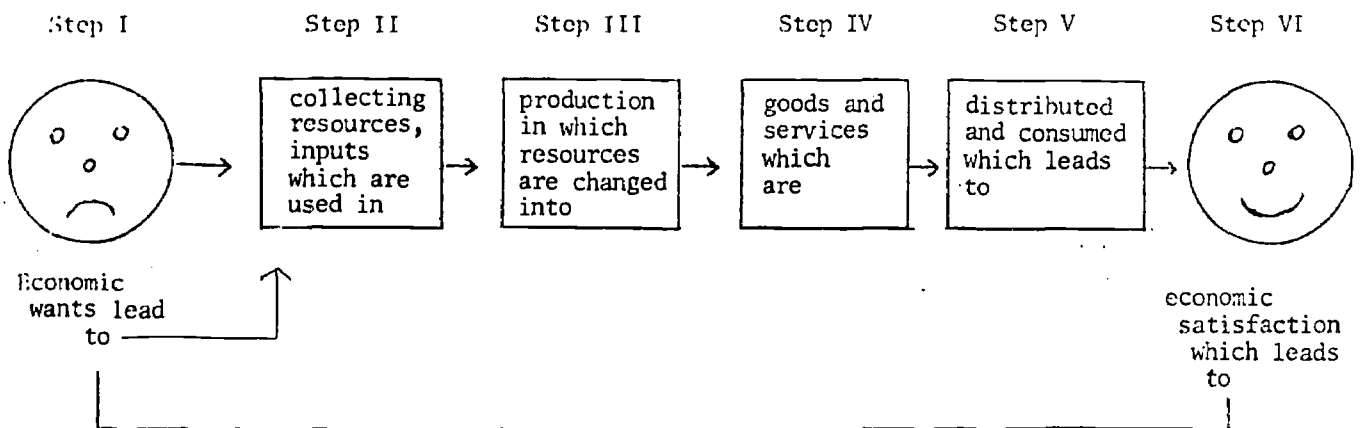 Step I
Step II
Step III
Step IV
Step V
Step VI
collecting
resources,
inputs
which are
used in
production
in which
resources
are changed
into
goods and
services
which
are
distributed
and consumed
which leads
to
Economic
wants lead
to
economic
satisfaction
which leads
to